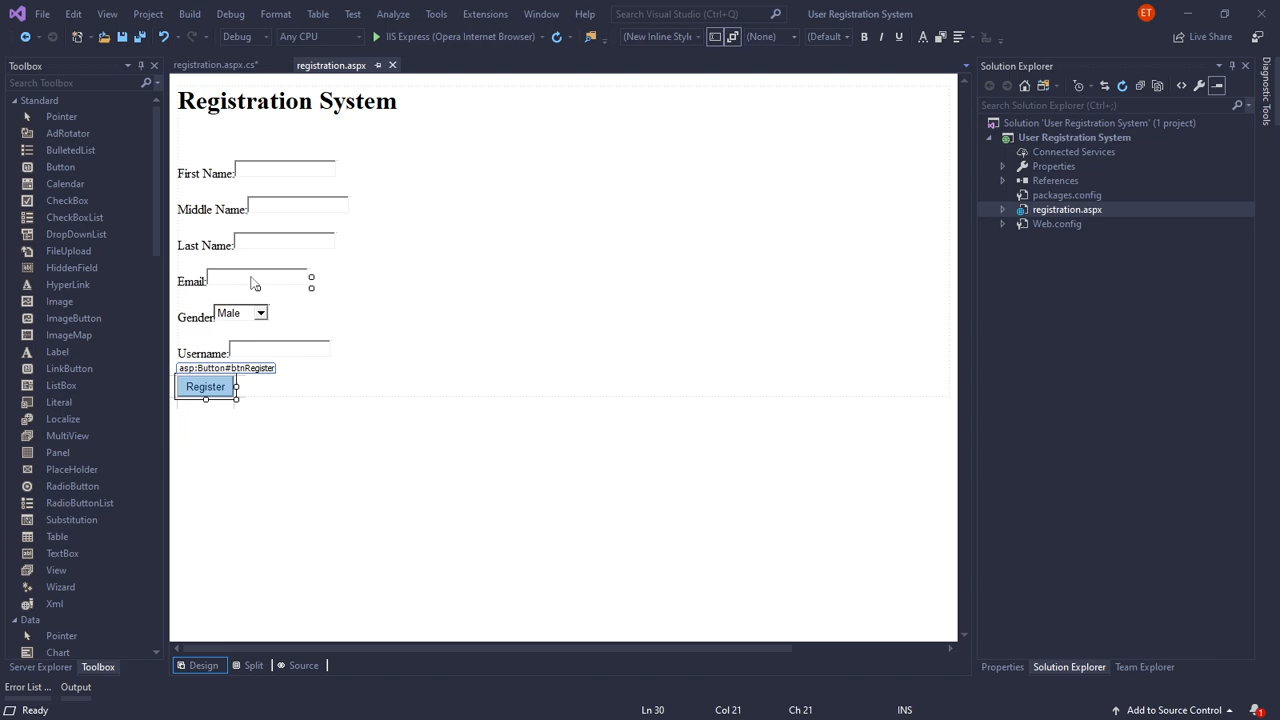 File Edit View Project Build Debug Format Table Test Analyze Tools Extensions Window Help Search Visual Studio (Ctrl+Q) User Registration System ET
Debug Any CPU IIS Express (Opera Internet Browser) (New Inline Style (None) (Default B I U A Live Share
Toolbox
Search Toolbox
Standard
Pointer
AdRotator
BulletedList
Button
Calendar
CheckBox
CheckBoxList
DropDownList
FileUpload
HiddenField
HyperLink
Image
ImageButton
ImageMap
Label
LinkButton
ListBox
Literal
Localize
MultiView
Panel
PlaceHolder
RadioButton
RadioButtonList
Substitution
Table
TextBox
View
Wizard
Xml
Data
Pointer
Chart
Server Explorer Toolbox
registration.aspx.cs* registration.aspx
Registration System
First Name:
Middle Name:
Last Name:
Email:
Gender Male
Username:
asp:Button#btnRegister
Register
Design Split Source
Solution Explorer
Search Solution Explorer (Ctrl+;)
Solution 'User Registration System' (1 project)
User Registration System
Connected Services
Properties
References
packages.config
registration.aspx
Web.config
Properties Solution Explorer Team Explorer
Diagnostic Tools
Error List ... Output
Ready Ln 30 Col 21 Ch 21 INS Add to Source Control 1